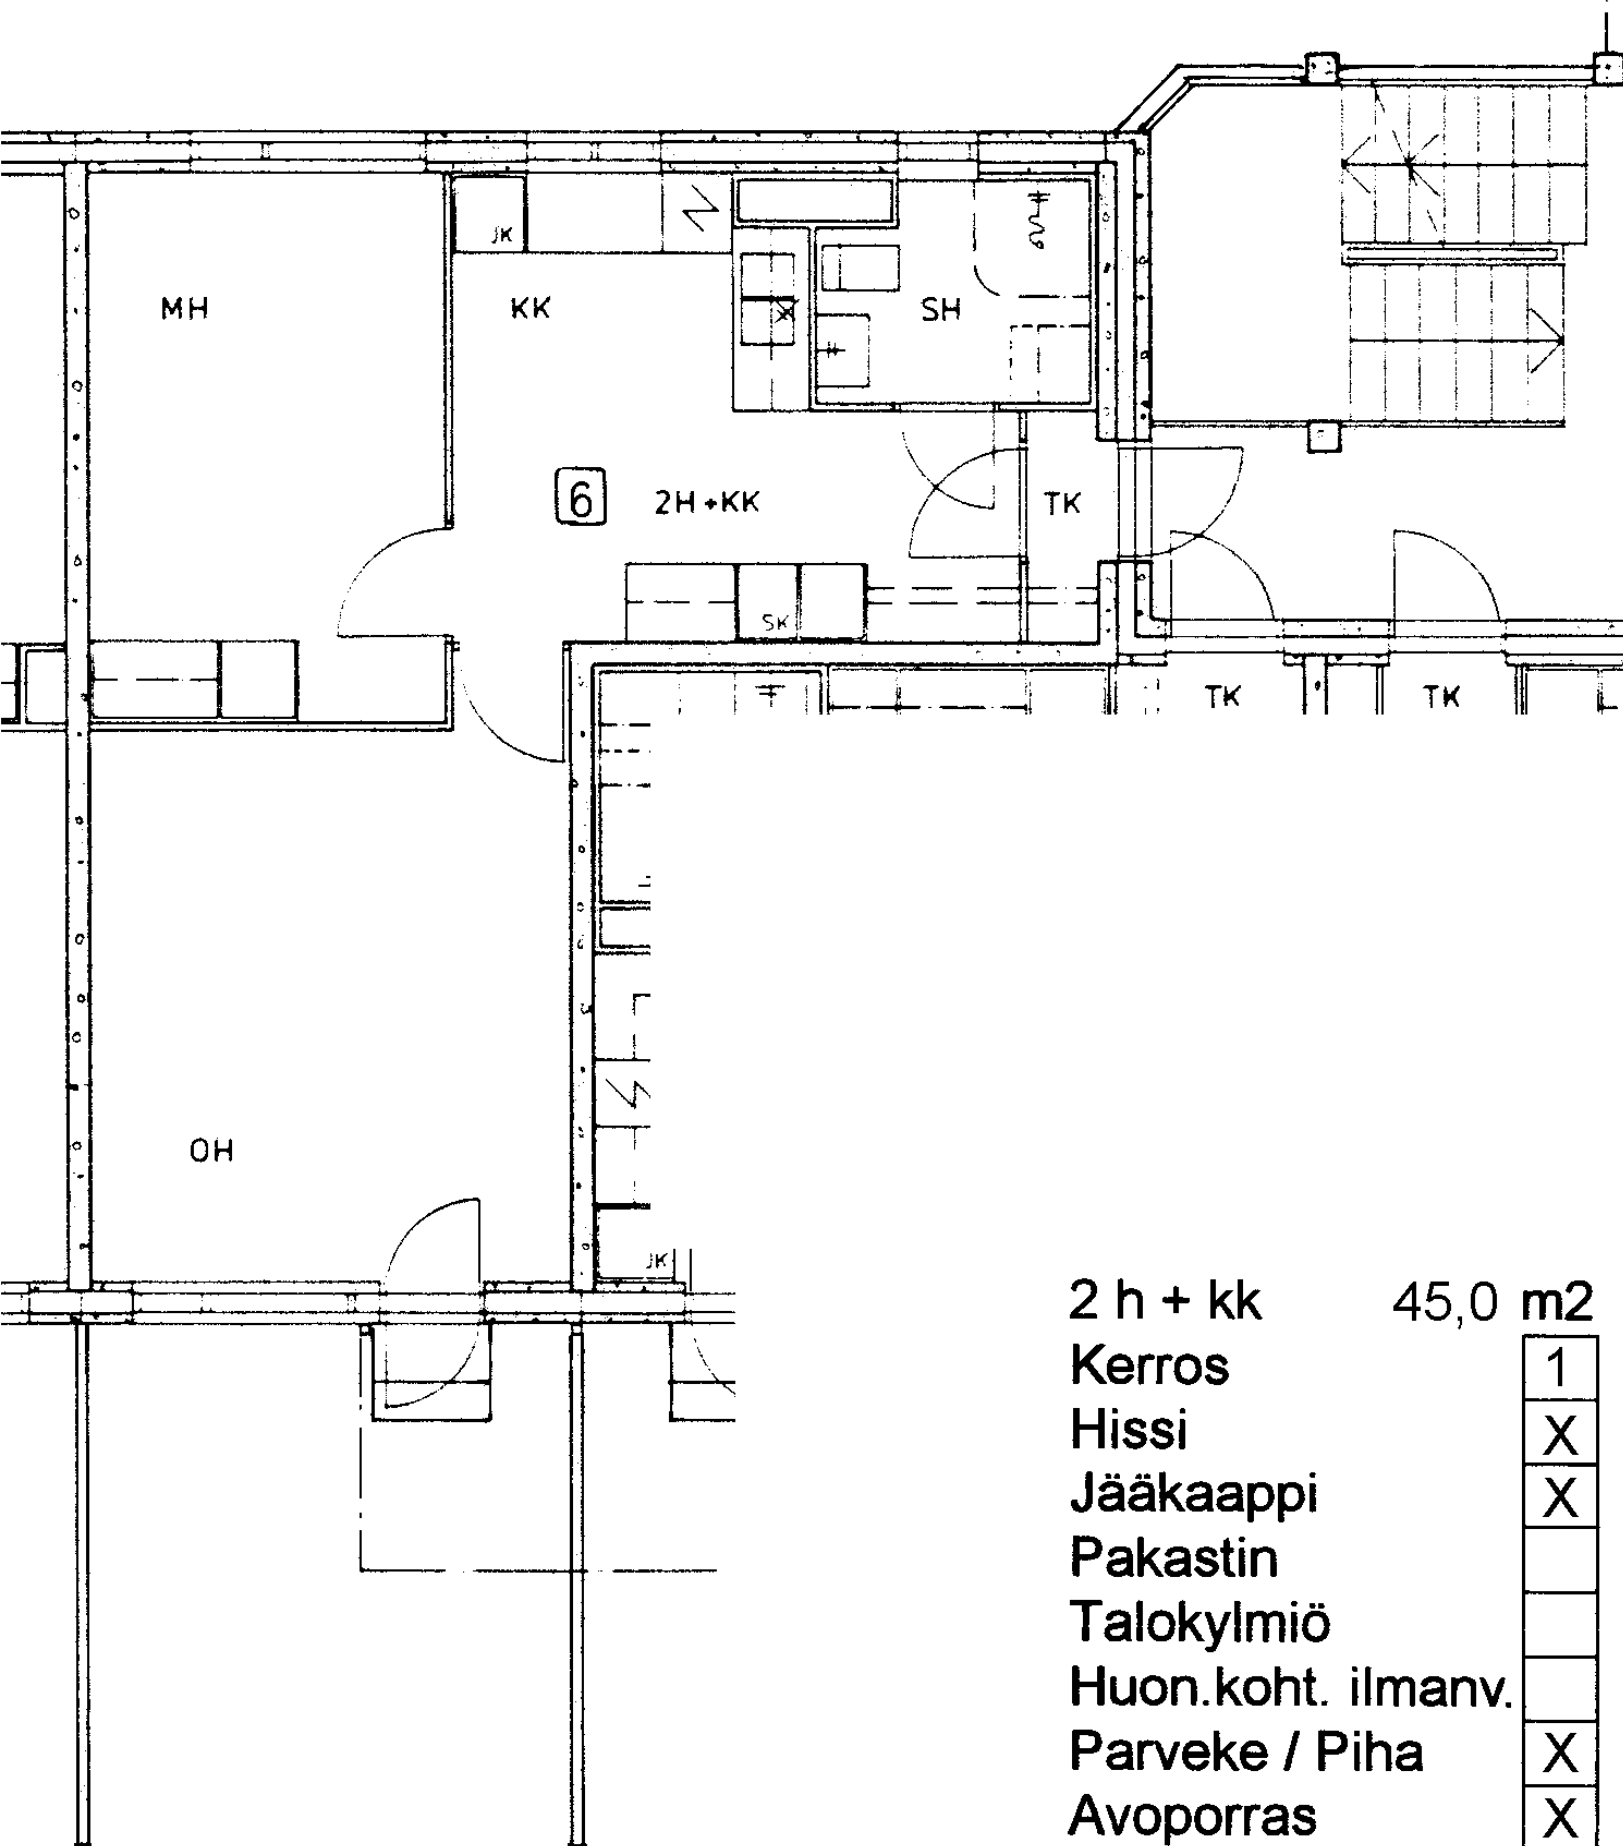 JK
MH
KK
SH
6
2H+KK
TK
SK
TK
TK
OH
JK
2 h + kk 45,0 m2
Kerros 1
Hissi X
Jääkaappi X
Pakastin
Talokylmiö
Huon.koht. ilmanv.
Parveke / Piha X
Avoporras X